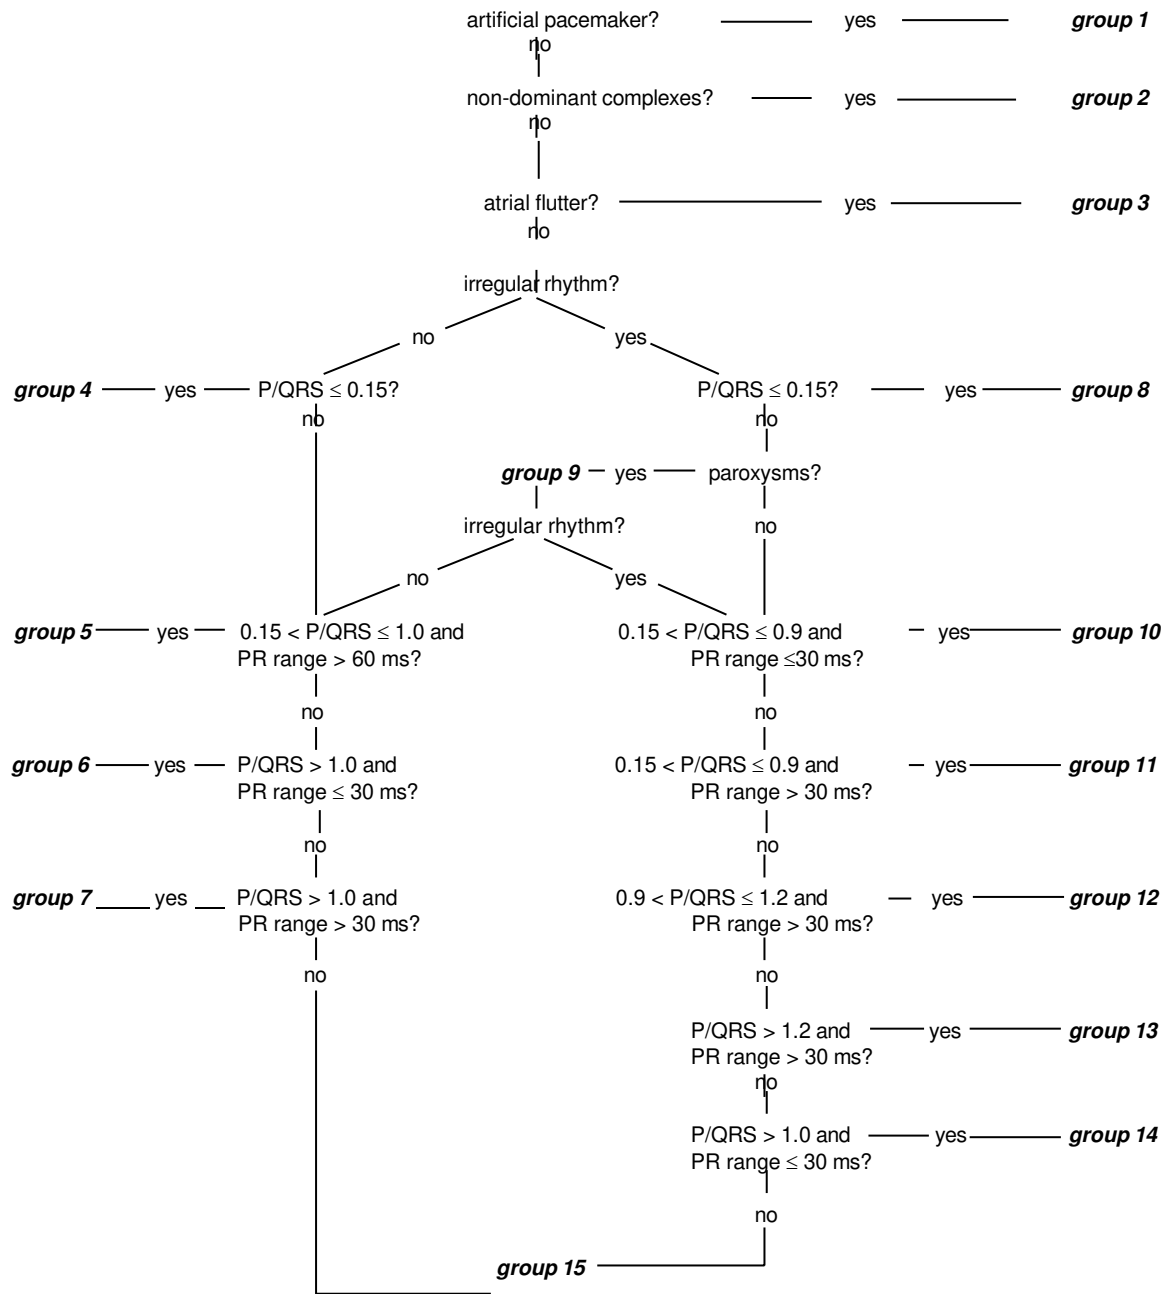 artificial pacemaker? yes group 1
no
non-dominant complexes? yes group 2
no
atrial flutter? yes group 3
no
irregular rhythm?
no yes
group 4 yes P/QRS ≤ 0.15? P/QRS ≤ 0.15? yes group 8
no no
group 9 yes paroxysms?
irregular rhythm? no
no yes
group 5 yes 0.15 < P/QRS ≤ 1.0 and 0.15 < P/QRS ≤ 0.9 and yes group 10
PR range > 60 ms? PR range ≤30 ms?
no no
group 6 yes P/QRS > 1.0 and 0.15 < P/QRS ≤ 0.9 and yes group 11
PR range ≤ 30 ms? PR range > 30 ms?
no no
group 7 yes P/QRS > 1.0 and 0.9 < P/QRS ≤ 1.2 and yes group 12
PR range > 30 ms? PR range > 30 ms?
no no
P/QRS > 1.2 and yes group 13
PR range > 30 ms?
no
P/QRS > 1.0 and yes group 14
PR range ≤ 30 ms?
no
group 15